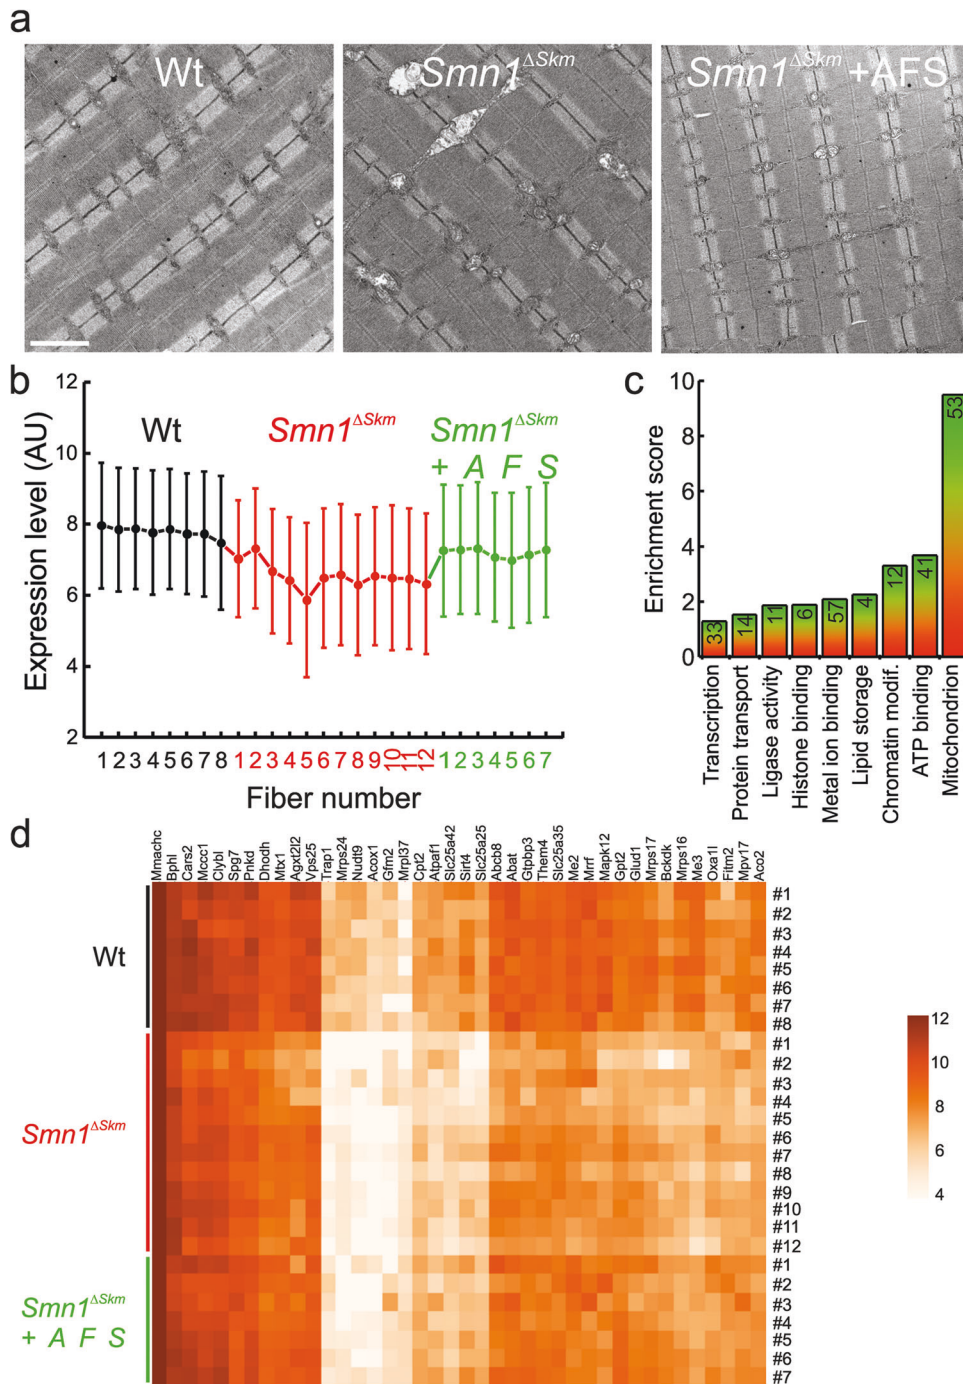 a
Wt
Smn1ΔSkm
Smn1ΔSkm +AFS
b
Expression level (AU)
12
10
8
6
4
2
Wt
Smn1ΔSkm
Smn1ΔSkm
+ A F S
1 2 3 4 5 6 7 8 1 2 3 4 5 6 7 8 9 10 11 12 1 2 3 4 5 6 7
Fiber number
c
Enrichment score
10
8
6
4
2
0
33 14 11 6 57 4 12 41 53
Transcription
Protein transport
Ligase activity
Histone binding
Metal ion binding
Lipid storage
Chromatin modif.
ATP binding
Mitochondrion
d
Mmachc
Bphl
Cars2
Mccc1
Clybl
Spg7
Pnkd
Dhodh
Mtx1
Agxt2l2
Vps25
Trap1
Mrps24
Nudt9
Acox1
Gfm2
Mrpl37
Cpt2
Atpaf1
Slc25a42
Sirt4
Slc25a25
Abcb8
Abat
Gtpbp3
Them4
Slc25a35
Me2
Mrrf
Mapk12
Gpt2
Glud1
Mrps17
Bckdk
Mrps16
Me3
Oxa1l
Fitm2
Mpv17
Aco2
Wt
#1
#2
#3
#4
#5
#6
#7
#8
Smn1ΔSkm
#1
#2
#3
#4
#5
#6
#7
#8
#9
#10
#11
#12
Smn1ΔSkm
+ A F S
#1
#2
#3
#4
#5
#6
#7
12
10
8
6
4